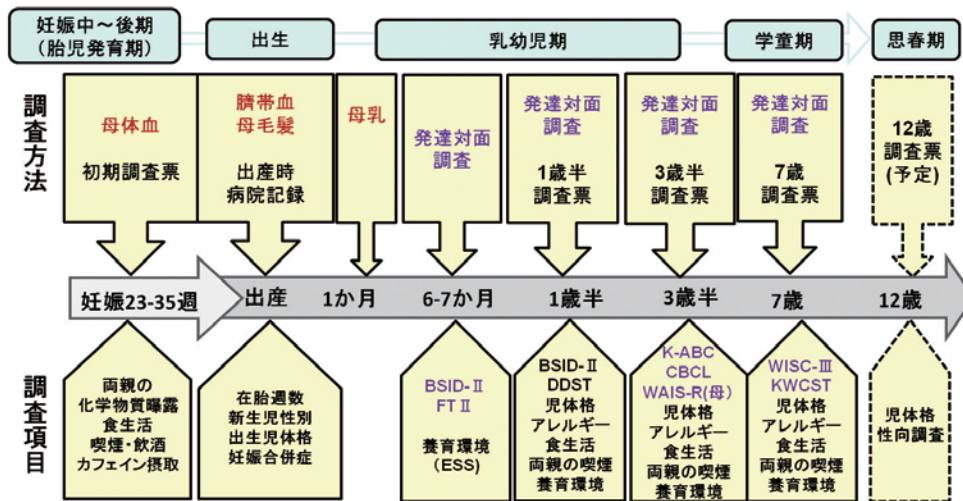 妊娠中～後期
（胎児発育期）
出生
乳幼児期
学童期
思春期
調査方法
母体血
初期調査票
臍帯血
母毛髪
出産時
病院記録
母乳
発達対面
調査
発達対面
調査
1歳半
調査票
発達対面
調査
3歳半
調査票
発達対面
調査
7歳
調査票
12歳
調査票
(予定)
妊娠23-35週
出産
1か月
6-7か月
1歳半
3歳半
7歳
12歳
調査項目
両親の
化学物質曝露
食生活
喫煙・飲酒
カフェイン摂取
在胎週数
新生児性別
出生児体格
妊娠合併症
BSID-Ⅱ
FTⅡ
養育環境
（ESS)
BSID-Ⅱ
DDST
児体格
アレルギー
食生活
両親の喫煙
養育環境
K-ABC
CBCL
WAIS-R(母)
児体格
アレルギー
食生活
両親の喫煙
養育環境
WISC-Ⅲ
KWCST
児体格
アレルギー
食生活
両親の喫煙
養育環境
児体格
性向調査